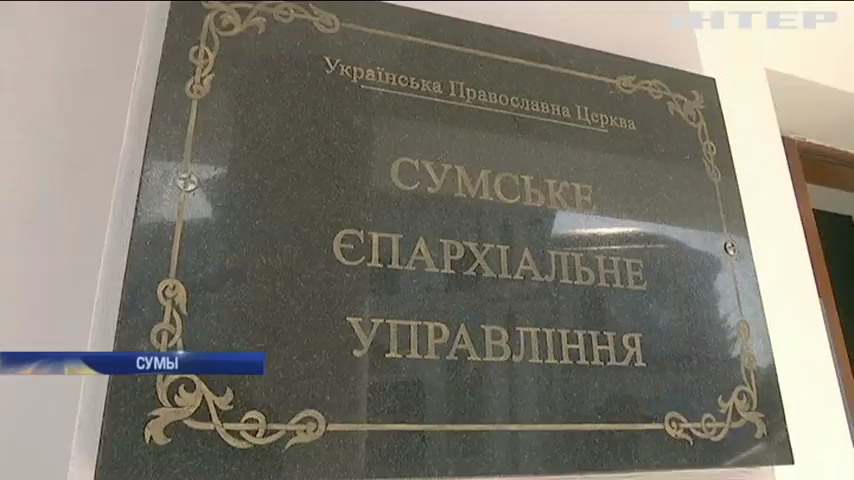 ІНТЕР
Українська Православна Церква
СУМСЬКЕ
ЄПАРХІАЛЬНЕ
УПРАВЛІННЯ
СУМЫ